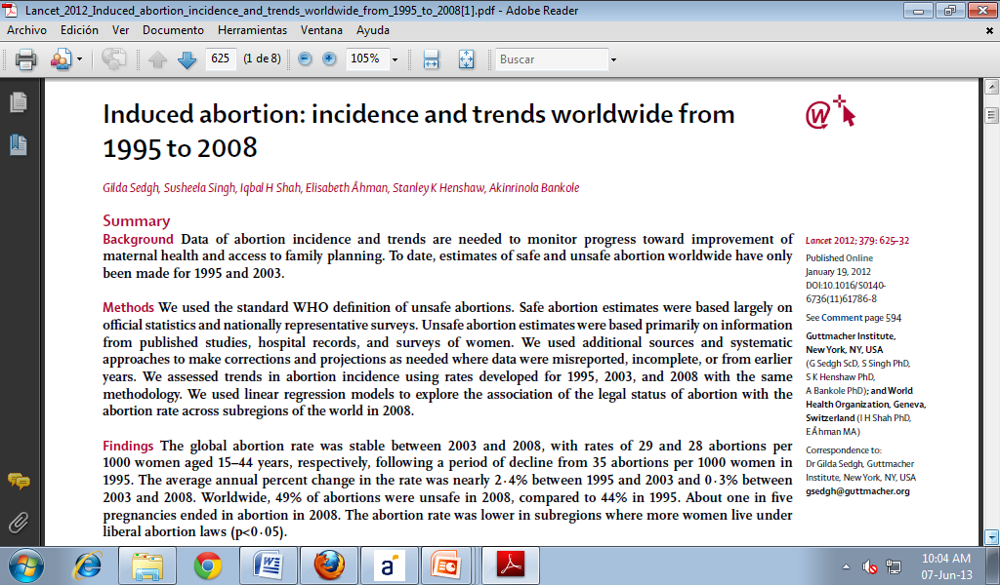 Lancet_2012_Induced_abortion_incidence_and_trends_worldwide_from_1995_to_2008[1].pdf - Adobe Reader
Archivo Edición Ver Documento Herramientas Ventana Ayuda
625 (1 de 8) 105% Buscar
Induced abortion: incidence and trends worldwide from
1995 to 2008
Gilda Sedgh, Susheela Singh, Iqbal H Shah, Elisabeth Åhman, Stanley K Henshaw, Akinrinola Bankole
Summary
Background Data of abortion incidence and trends are needed to monitor progress toward improvement of
maternal health and access to family planning. To date, estimates of safe and unsafe abortion worldwide have only
been made for 1995 and 2003.
Methods We used the standard WHO definition of unsafe abortions. Safe abortion estimates were based largely on
official statistics and nationally representative surveys. Unsafe abortion estimates were based primarily on information
from published studies, hospital records, and surveys of women. We used additional sources and systematic
approaches to make corrections and projections as needed where data were misreported, incomplete, or from earlier
years. We assessed trends in abortion incidence using rates developed for 1995, 2003, and 2008 with the same
methodology. We used linear regression models to explore the association of the legal status of abortion with the
abortion rate across subregions of the world in 2008.
Findings The global abortion rate was stable between 2003 and 2008, with rates of 29 and 28 abortions per
1000 women aged 15–44 years, respectively, following a period of decline from 35 abortions per 1000 women in
1995. The average annual percent change in the rate was nearly 2·4% between 1995 and 2003 and 0·3% between
2003 and 2008. Worldwide, 49% of abortions were unsafe in 2008, compared to 44% in 1995. About one in five
pregnancies ended in abortion in 2008. The abortion rate was lower in subregions where more women live under
liberal abortion laws (p<0·05).
W
Lancet 2012; 379: 625–32
Published Online
January 19, 2012
DOI:10.1016/S0140-
6736(11)61786-8
See Comment page 594
Guttmacher Institute,
New York, NY, USA
(G Sedgh ScD, S Singh PhD,
S K Henshaw PhD,
A Bankole PhD); and World
Health Organization, Geneva,
Switzerland (I H Shah PhD,
E Åhman MA)
Correspondence to:
Dr Gilda Sedgh, Guttmacher
Institute, New York, NY, USA
gsedgh@guttmacher.org
10:04 AM
07-Jun-13